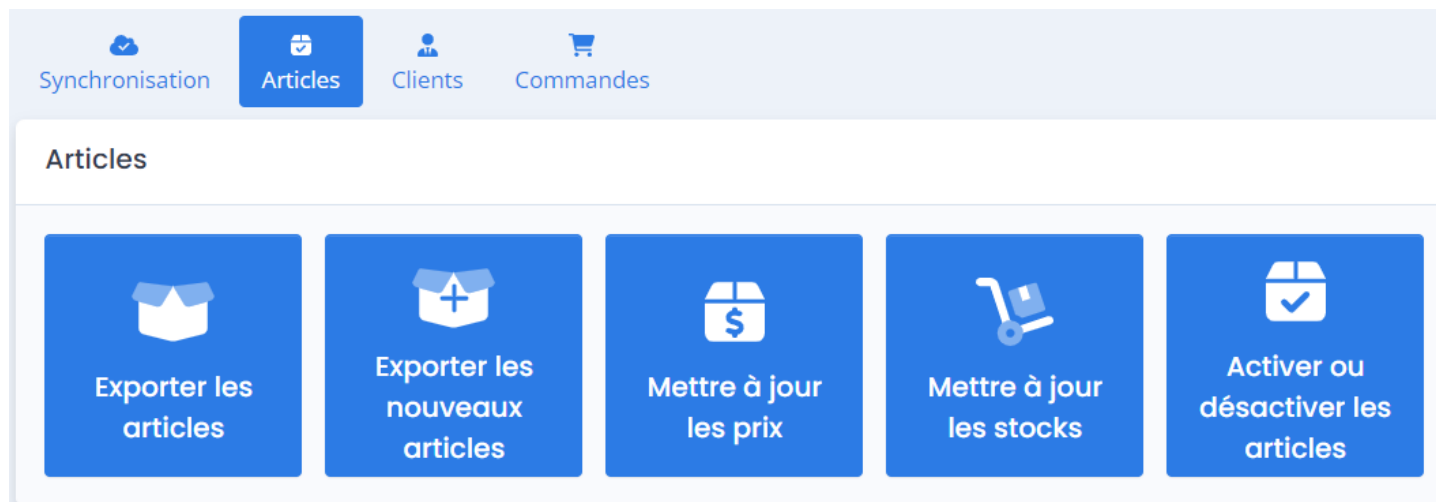 Synchronisation
Articles
Clients
Commandes
Articles
Exporter les
articles
Exporter les
nouveaux
articles
Mettre à jour
les prix
Mettre à jour
les stocks
Activer ou
désactiver les
articles